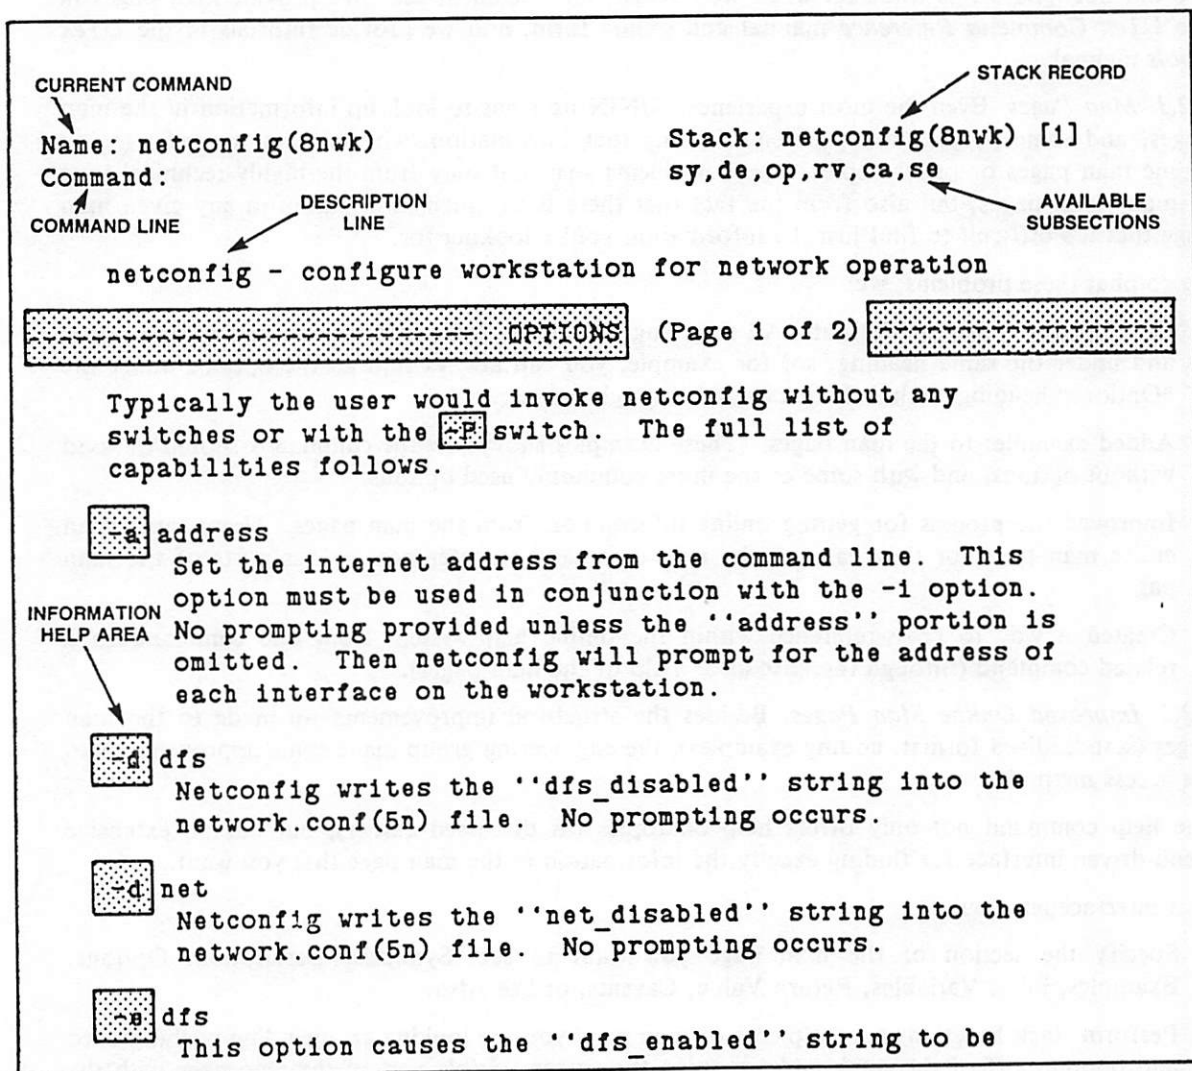 CURRENT COMMAND
STACK RECORD
Name: netconfig(8nwk)
Stack: netconfig(8nwk) [1]
Command:
sy,de,op,rf,ca,se
COMMAND LINE
DESCRIPTION
LINE
AVAILABLE
SUBSECTIONS
netconfig - configure workstation for network operation
OPTIONS (Page 1 of 2)
Typically the user would invoke netconfig without any
switches or with the -P switch. The full list of
capabilities follows.
-a address
Set the internet address from the command line. This
option must be used in conjunction with the -i option.
INFORMATION
HELP AREA
No prompting provided unless the ''address'' portion is
omitted. Then netconfig will prompt for the address of
each interface on the workstation.
-d dfs
Netconfig writes the ''dfs_disabled'' string into the
network.conf(5n) file. No prompting occurs.
-d net
Netconfig writes the ''net_disabled'' string into the
network.conf(5n) file. No prompting occurs.
-e dfs
This option causes the ''dfs_enabled'' string to be